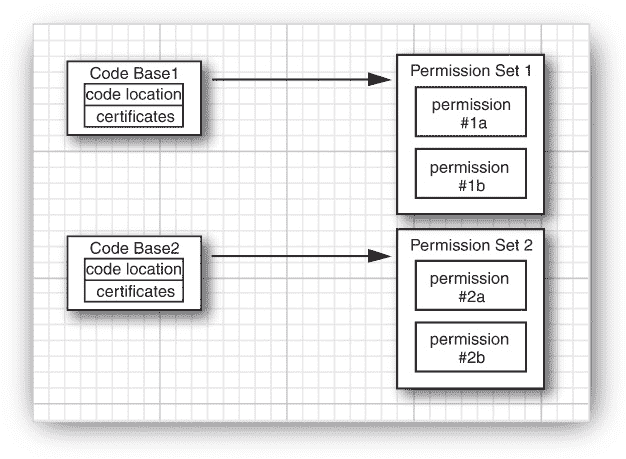 Code Base1
code location
certificates
Permission Set 1
permission
#1a
permission
#1b
Code Base2
code location
certificates
Permission Set 2
permission
#2a
permission
#2b